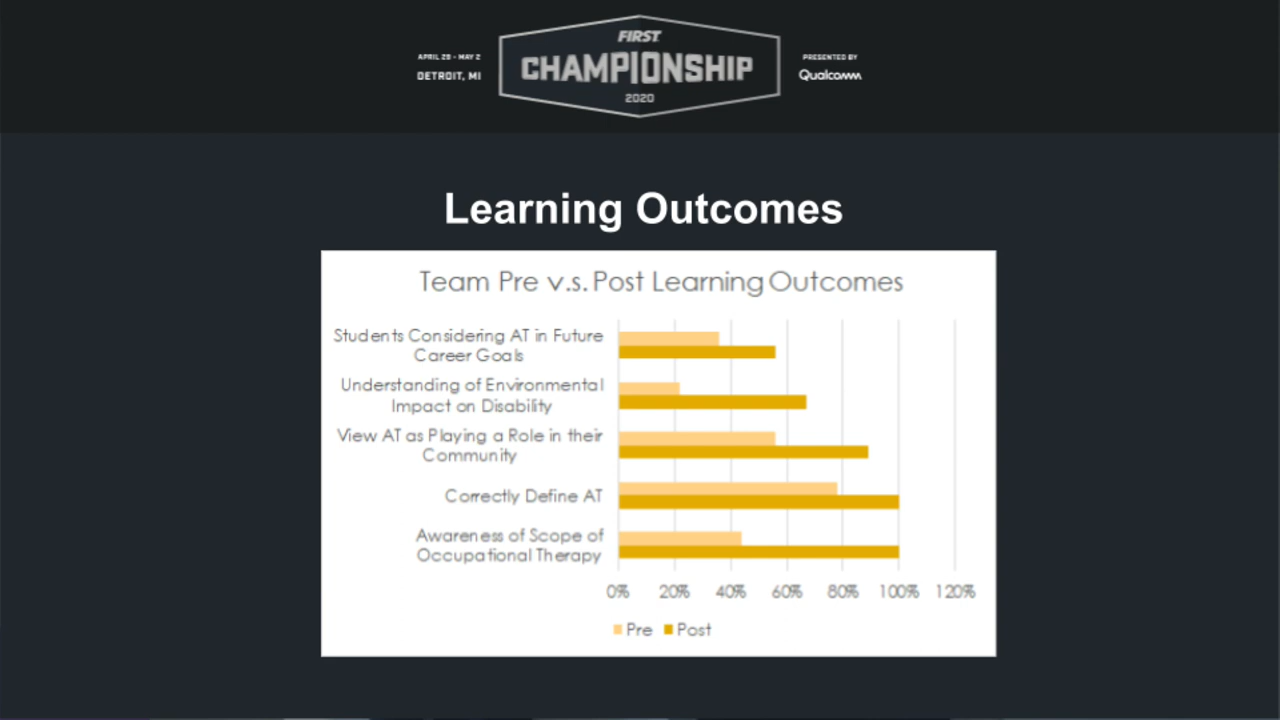 APRIL 29 - MAY 2
DETROIT, MI
FIRST
CHAMPIONSHIP
2020
PRESENTED BY
Qualcomm
Learning Outcomes
Team Pre v.s. Post Learning Outcomes
Students Considering AT in Future
Career Goals
Understanding of Environmental
Impact on Disability
View AT as Playing a Role in their
Community
Correctly Define AT
Awareness of Scope of
Occupational Therapy
0% 20% 40% 60% 80% 100% 120%
Pre Post